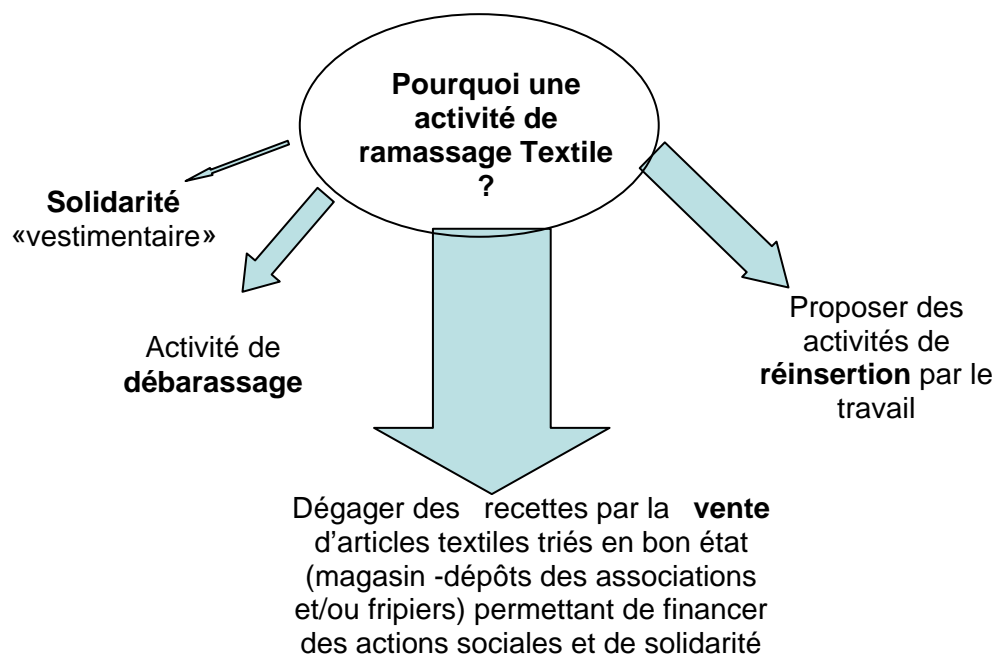 Pourquoi une
activité de
ramassage Textile
?
Solidarité
«vestimentaire»
Activité de
débarassage
Proposer des
activités de
réinsertion par le
travail
Dégager des recettes par la vente
d'articles textiles triés en bon état
(magasin -dépôts des associations
et/ou fripiers) permettant de financer
des actions sociales et de solidarité